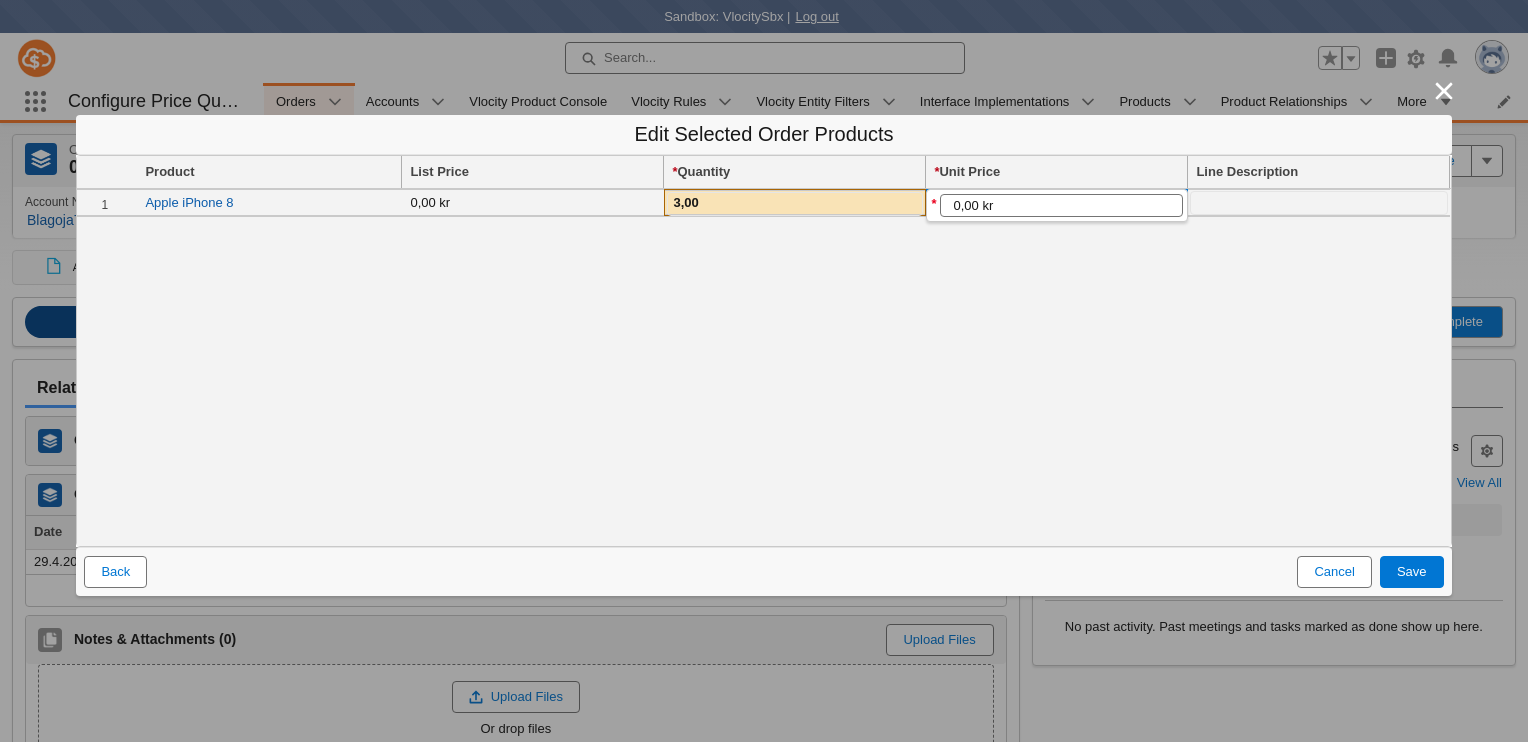 Sandbox: VlocitySbx | Log out
Search...
Configure Price Qu… Orders Accounts Vlocity Product Console Vlocity Rules Vlocity Entity Filters Interface Implementations Products Product Relationships More
Edit Selected Order Products
Product List Price *Quantity *Unit Price Line Description
1 Apple iPhone 8 0,00 kr 3,00 * 0,00 kr
Account N
Blagoja
mplete
Relat
View All
Date
29.4.20
Back Cancel Save
No past activity. Past meetings and tasks marked as done show up here.
Notes & Attachments (0) Upload Files
Upload Files
Or drop files